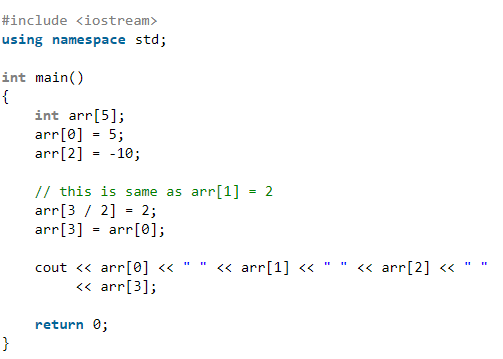 #include <iostream>
using namespace std;

int main()
{
    int arr[5];
    arr[0] = 5;
    arr[2] = -10;

    // this is same as arr[1] = 2
    arr[3 / 2] = 2;
    arr[3] = arr[0];

    cout << arr[0] << " " << arr[1] << " " << arr[2] << " "
         << arr[3];

    return 0;
}